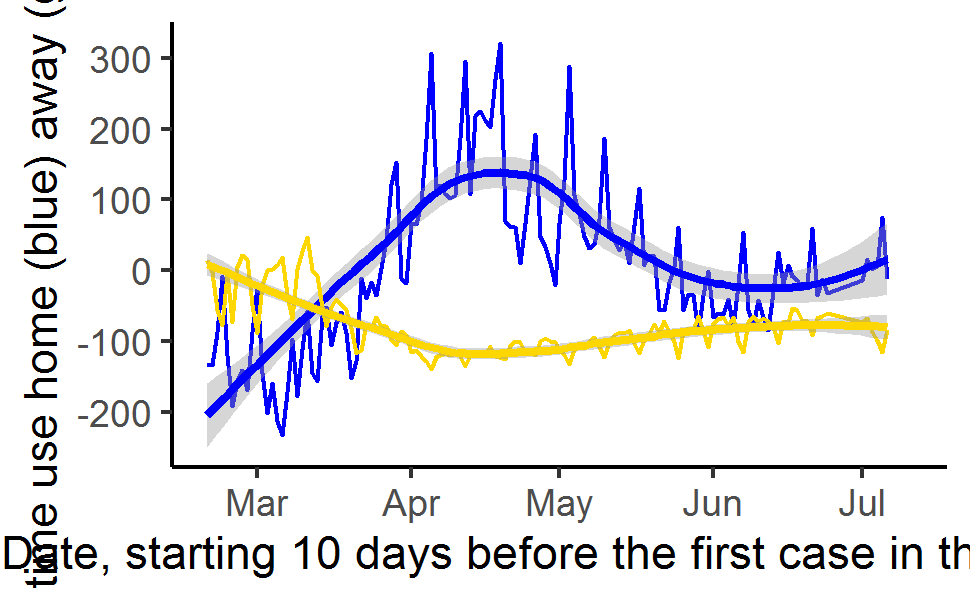 time use home (blue) away (
300
200
100
0
-100
-200
Mar Apr May Jun Jul
Date, starting 10 days before the first case in th